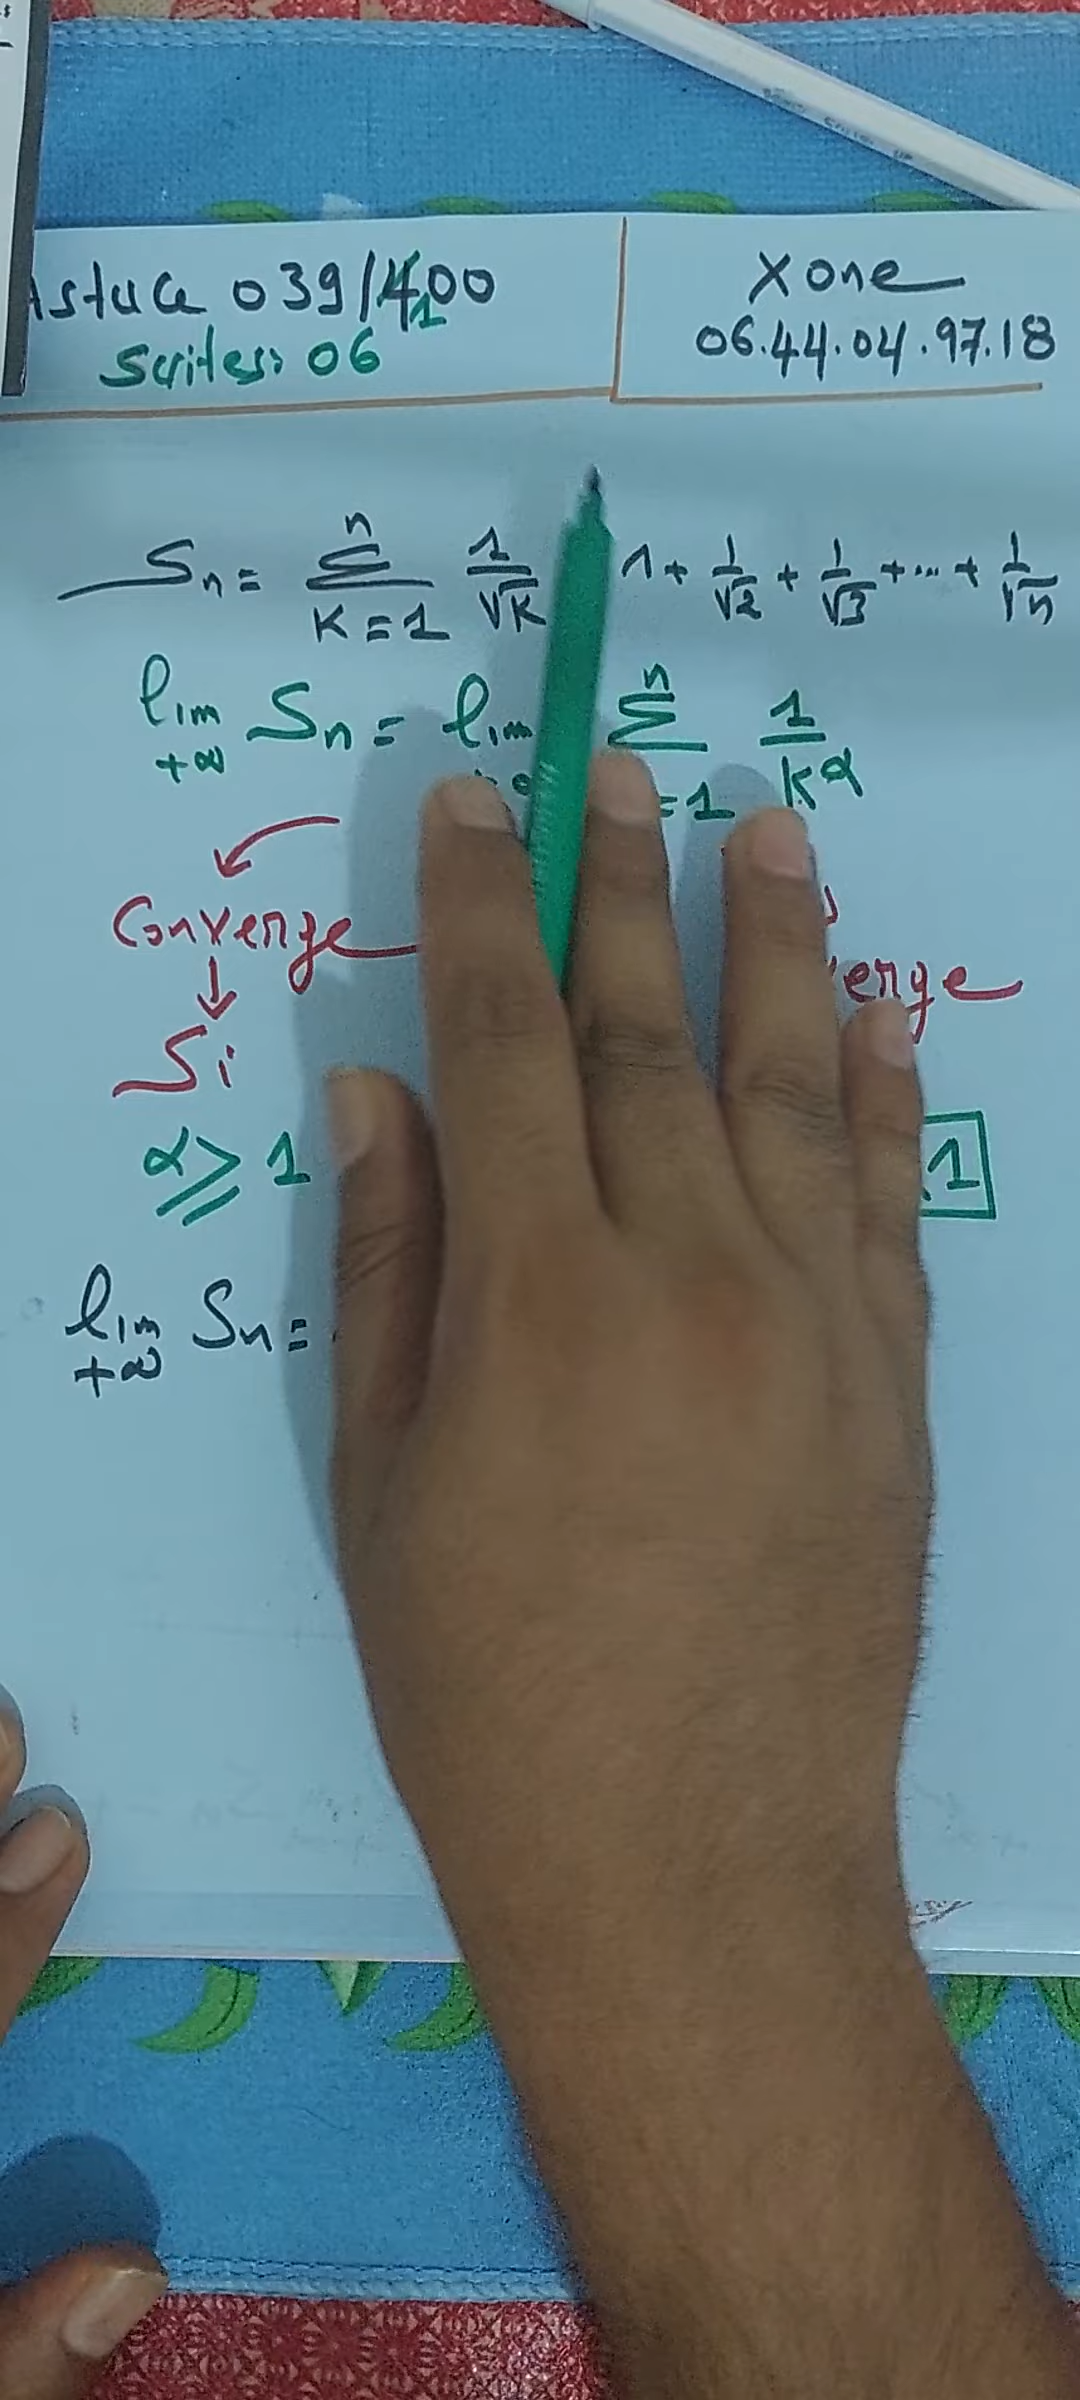 Astuce 039/100
Suites: 06
Xone
06.44.04.97.18
Sn = n Σ K=1 1/√K 1 + 1/√2 + 1/√3 + ... + 1/√n
lim +∞ Sn = lim n Σ =1 1/K^α
Converge
erge
Si
α ≥ 1
1
lim +∞ Sn =